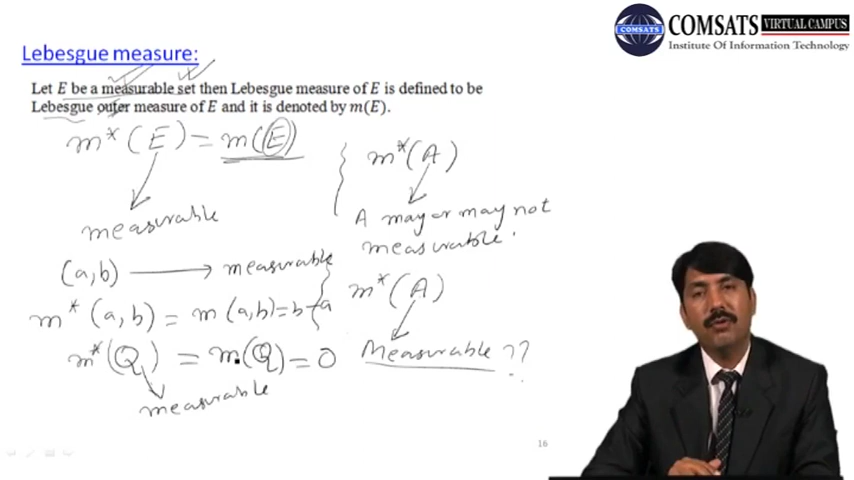 COMSATS VIRTUAL CAMPUS
COMSATS
Institute Of Information Technology
Lebesgue measure:
Let E be a measurable set then Lebesgue measure of E is defined to be
Lebesgue outer measure of E and it is denoted by m(E).
m*(E) = m(E)
measurable
(a,b) → measurable
m*(a,b) = m(a,b) = b-a
m*(Q) = m(Q) = 0
measurable
m*(A)
A may or may not
measurable.
m*(A)
Measurable ??
16